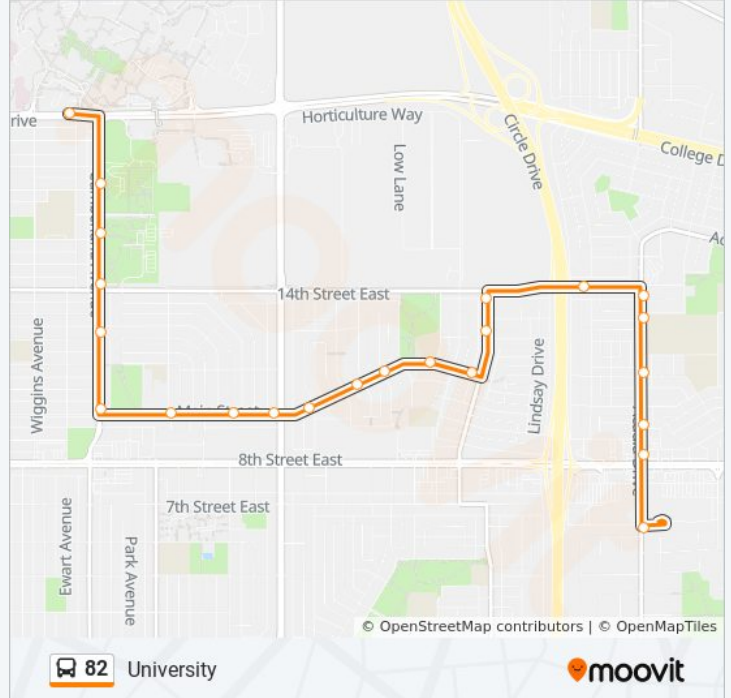 rive
Horticulture Way
Circle Drive
College D
Low Lane
Ac
14th Street East
Wiggins Avenue
Lindsay Drive
8th Street East
7th Street East
Ewart Avenue
Park Avenue
© OpenStreetMap contributors | © OpenMapTiles
82 University
moovit